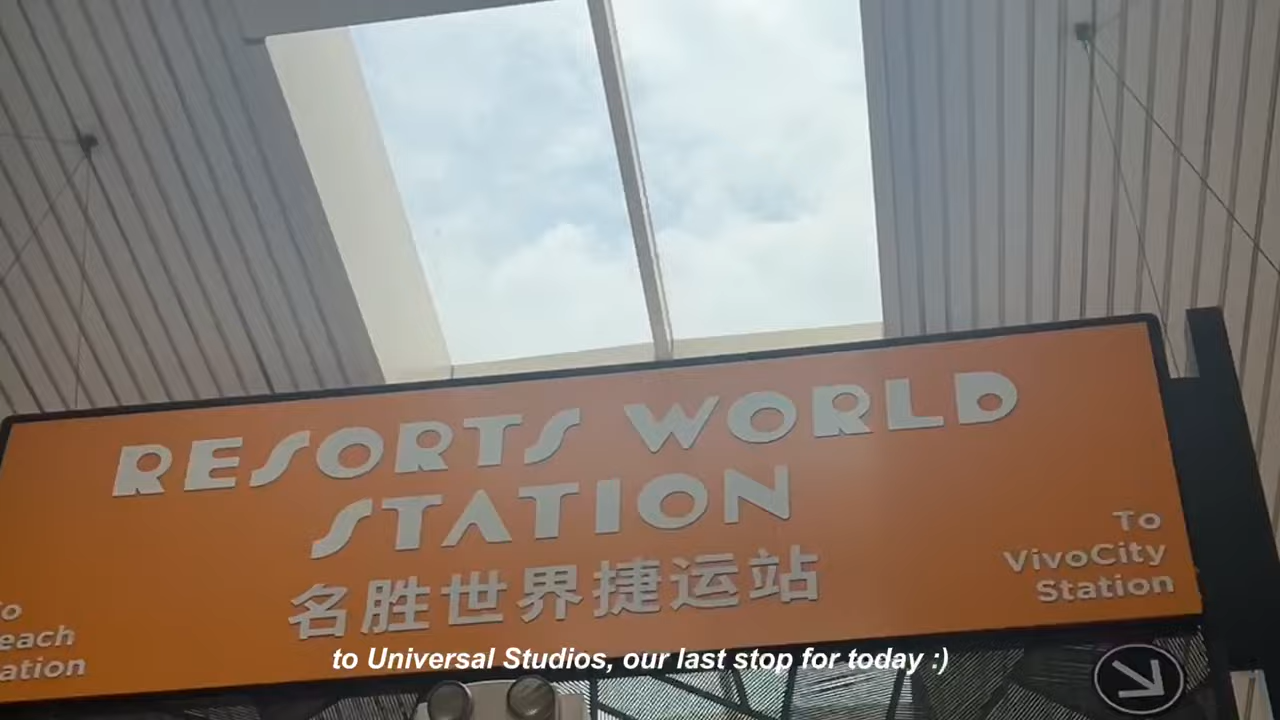 RESORTS WORLD
STATION
名胜世界捷运站
To
VivoCity
Station
to Universal Studios, our last stop for today :)